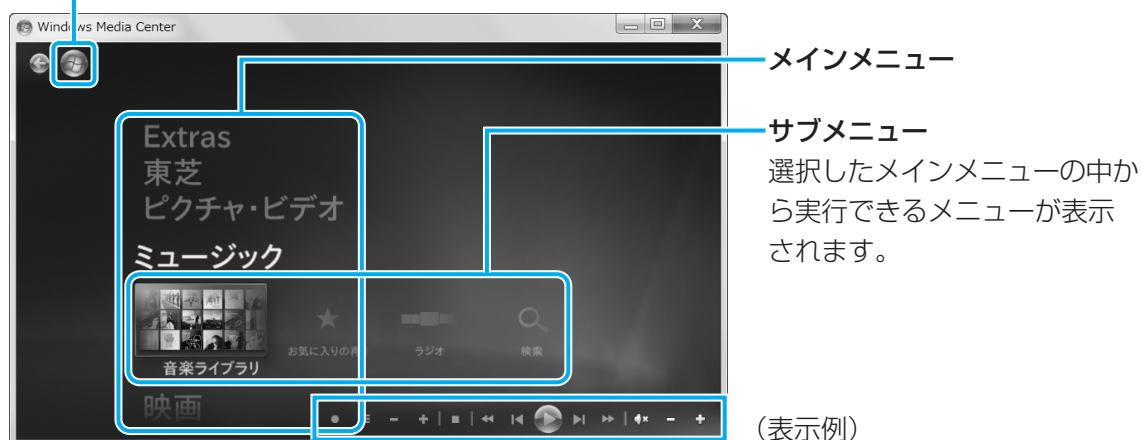 Windows Media Center
メインメニュー
サブメニュー
選択したメインメニューの中か
ら実行できるメニューが表示
されます。
Extras
東芝
ピクチャ・ビデオ
ミュージック
音楽ライブラリ
お気に入りの再
ラジオ
検索
映画
（表示例）